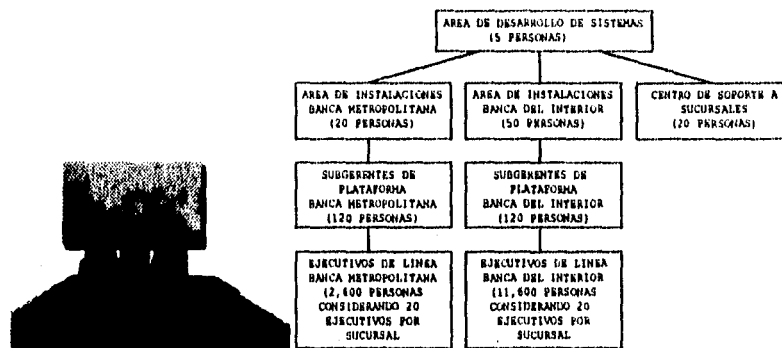 AREA DE DESARROLLO DE SISTEMAS
(5 PERSONAS)
AREA DE INSTALACIONES
BANCA METROPOLITANA
(20 PERSONAS)
AREA DE INSTALACIONES
BANCA DEL INTERIOR
(50 PERSONAS)
CENTRO DE SOPORTE A
SUCURSALES
(20 PERSONAS)
SUBGERENTES DE
PLATAFORMA
BANCA METROPOLITANA
(120 PERSONAS)
SUBGERENTES DE
PLATAFORMA
BANCA DEL INTERIOR
(120 PERSONAS)
EJECUTIVOS DE LINEA
BANCA METROPOLITANA
(2,600 PERSONAS
CONSIDERANDO 20
EJECUTIVOS POR
SUCURSAL
EJECUTIVOS DE LINEA
BANCA DEL INTERIOR
(11,600 PERSONAS
CONSIDERANDO 20
EJECUTIVOS POR
SUCURSAL